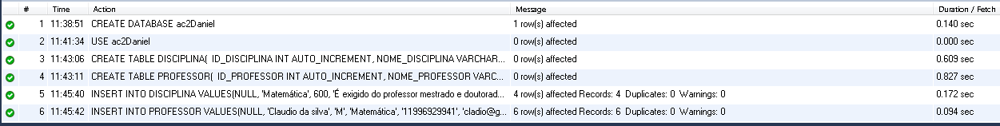 # Time Action Message Duration / Fetch
1 11:38:51 CREATE DATABASE ac2Daniel 1 row(s) affected 0.140 sec
2 11:41:34 USE ac2Daniel 0 row(s) affected 0.000 sec
3 11:43:06 CREATE TABLE DISCIPLINA( ID_DISCIPLINA INT AUTO_INCREMENT, NOME_DISCIPLINA VARCHAR... 0 row(s) affected 0.609 sec
4 11:43:11 CREATE TABLE PROFESSOR( ID_PROFESSOR INT AUTO_INCREMENT, NOME_PROFESSOR VARC... 0 row(s) affected 0.827 sec
5 11:45:40 INSERT INTO DISCIPLINA VALUES(NULL, 'Matemática', 600, 'É exigido do professor mestrado e doutorad... 4 row(s) affected Records: 4 Duplicates: 0 Warnings: 0 0.172 sec
6 11:45:42 INSERT INTO PROFESSOR VALUES(NULL, 'Claudio da silva', 'M', 'Matemática', '11996929941', 'cladio@g... 6 row(s) affected Records: 6 Duplicates: 0 Warnings: 0 0.094 sec